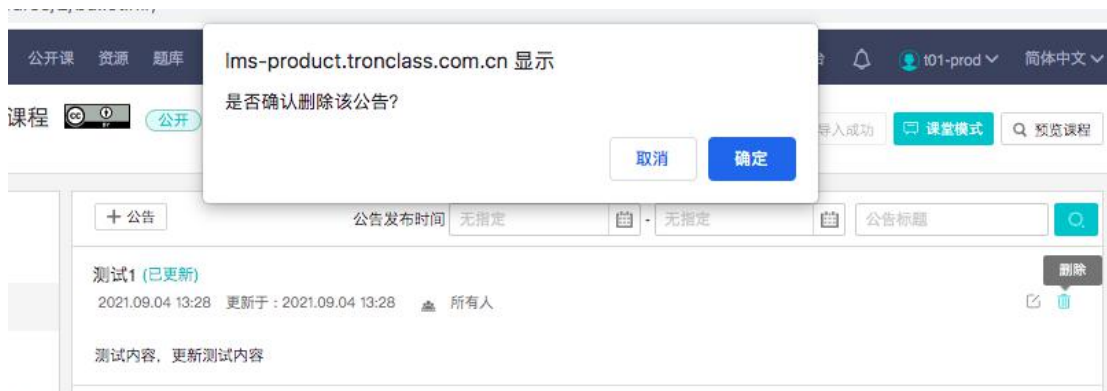 公开课 资源 题库
t01-prod 简体中文
lms-product.tronclass.com.cn 显示
是否确认删除该公告?
取消 确定
课程 cc BY 公开
导入成功 课堂模式 预览课程
+ 公告 公告发布时间 无指定 - 无指定 公告标题
删除
测试1 (已更新)
2021.09.04 13:28 更新于：2021.09.04 13:28 所有人
测试内容，更新测试内容